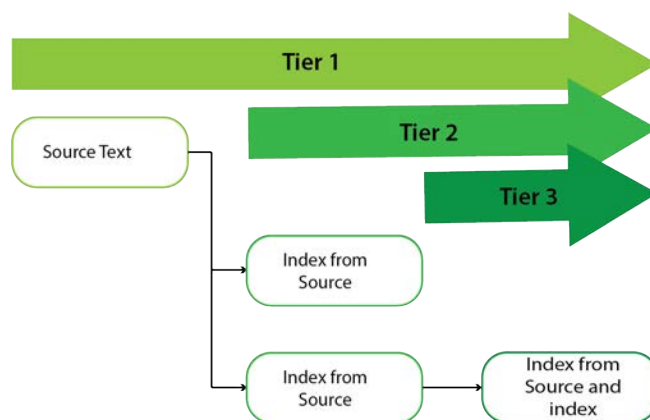 Tier 1
Tier 2
Tier 3
Source Text
Index from
Source
Index from
Source
Index from
Source and
index